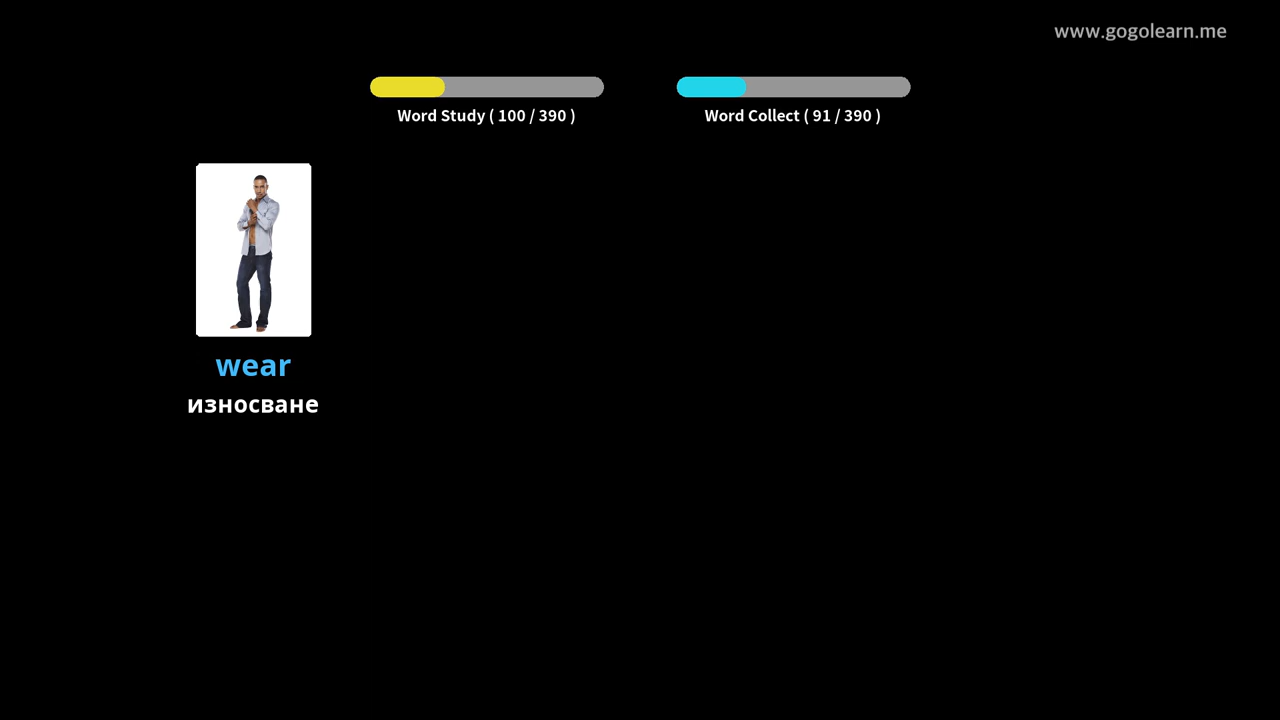 www.gogolearn.me
Word Study ( 100 / 390 )
Word Collect ( 91 / 390 )
wear
износване